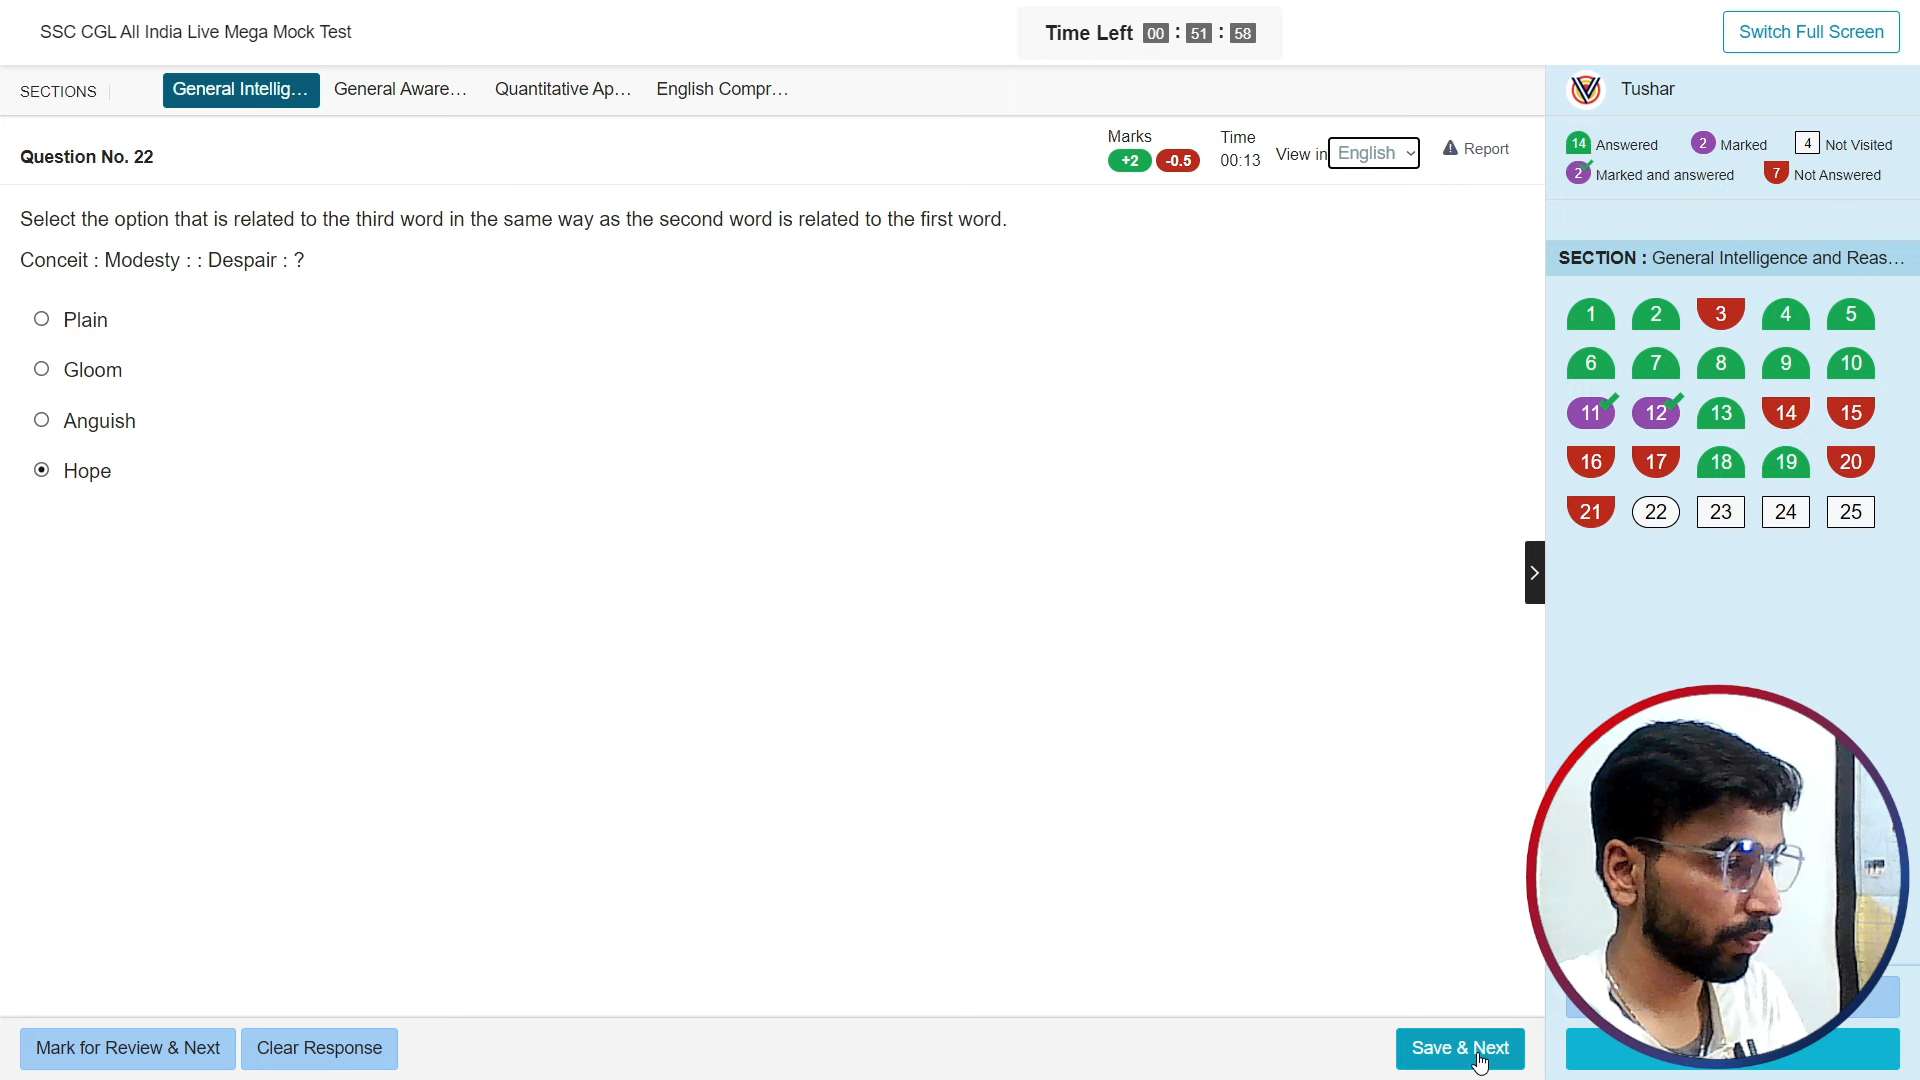 SSC CGL All India Live Mega Mock Test
Time Left 00 : 51 : 58
Switch Full Screen
SECTIONS
General Intellig...
General Aware...
Quantitative Ap...
English Compr...
Tushar
Question No. 22
Marks
+2 -0.5
Time
00:13
View in English
Report
14 Answered
2 Marked
4 Not Visited
2 Marked and answered
7 Not Answered
Select the option that is related to the third word in the same way as the second word is related to the first word.
Conceit : Modesty : : Despair : ?
Plain
Gloom
Anguish
Hope
SECTION : General Intelligence and Reas...
1 2 3 4 5
6 7 8 9 10
11 12 13 14 15
16 17 18 19 20
21 22 23 24 25
Mark for Review & Next
Clear Response
Save & Next